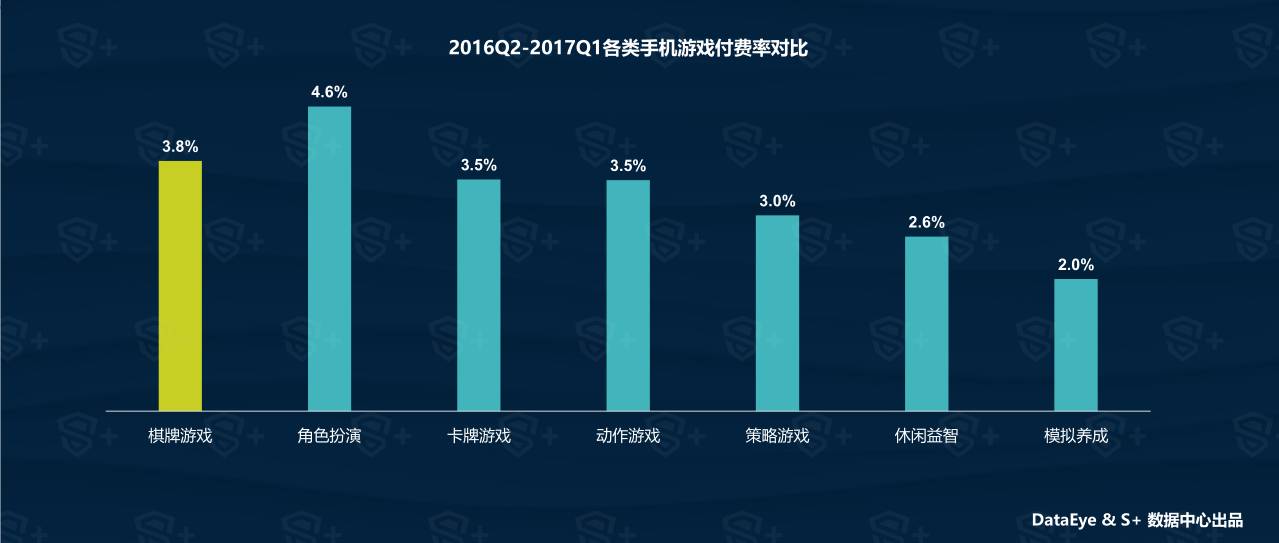 2016Q2-2017Q1各类手机游戏付费率对比
4.6%
3.8%
3.5%
3.5%
3.0%
2.6%
2.0%
棋牌游戏
角色扮演
卡牌游戏
动作游戏
策略游戏
休闲益智
模拟养成
DataEye & S+ 数据中心出品